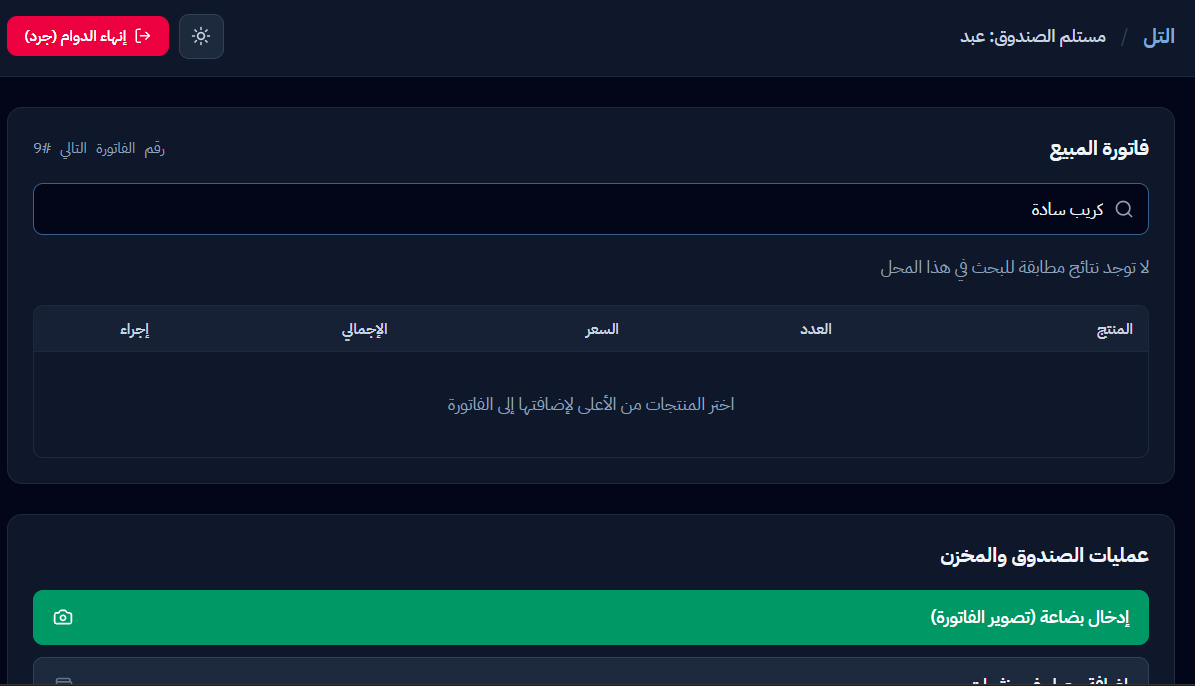 التل / مستلم الصندوق: عبد
إنهاء الدوام (جرد)
فاتورة المبيع
رقم الفاتورة التالي #9
كريب سادة
لا توجد نتائج مطابقة للبحث في هذا المحل
المنتج العدد السعر الإجمالي إجراء
اختر المنتجات من الأعلى لإضافتها إلى الفاتورة
عمليات الصندوق والمخزن
إدخال بضاعة (تصوير الفاتورة)